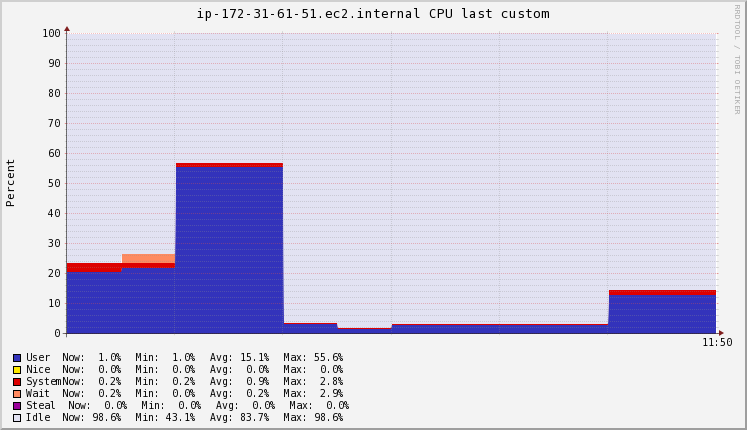 ip-172-31-61-51.ec2.internal CPU last custom
RRDTOOL / TOBI OETIKER
Percent
100
90
80
70
60
50
40
30
20
10
0
11:50
User Now: 1.0% Min: 1.0% Avg: 15.1% Max: 55.6%
Nice Now: 0.0% Min: 0.0% Avg: 0.0% Max: 0.0%
System Now: 0.2% Min: 0.2% Avg: 0.9% Max: 2.8%
Wait Now: 0.2% Min: 0.0% Avg: 0.2% Max: 2.9%
Steal Now: 0.0% Min: 0.0% Avg: 0.0% Max: 0.0%
Idle Now: 98.6% Min: 43.1% Avg: 83.7% Max: 98.6%